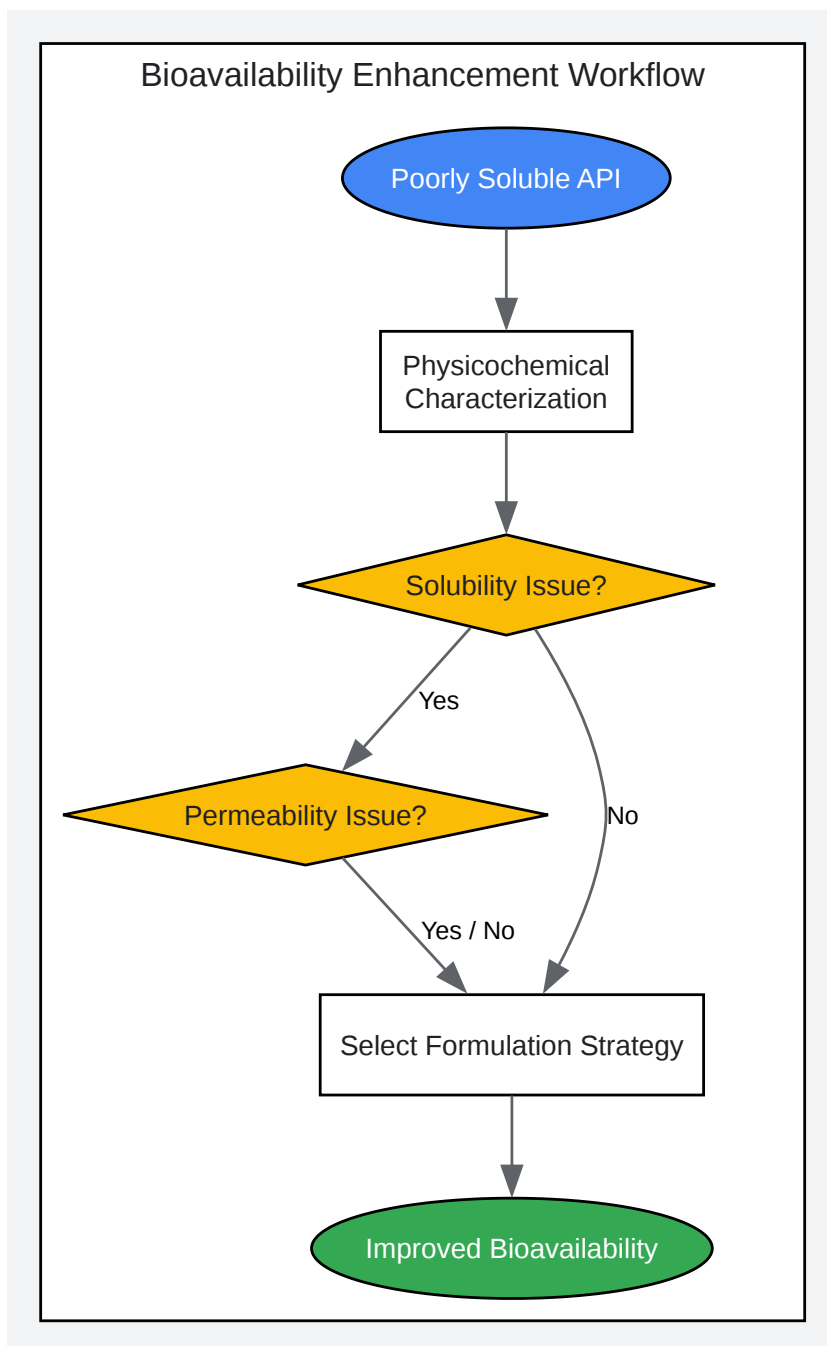 Bioavailability Enhancement Workflow
Poorly Soluble API
Physicochemical
Characterization
Solubility Issue?
Yes
Permeability Issue?
No
Yes / No
Select Formulation Strategy
Improved Bioavailability